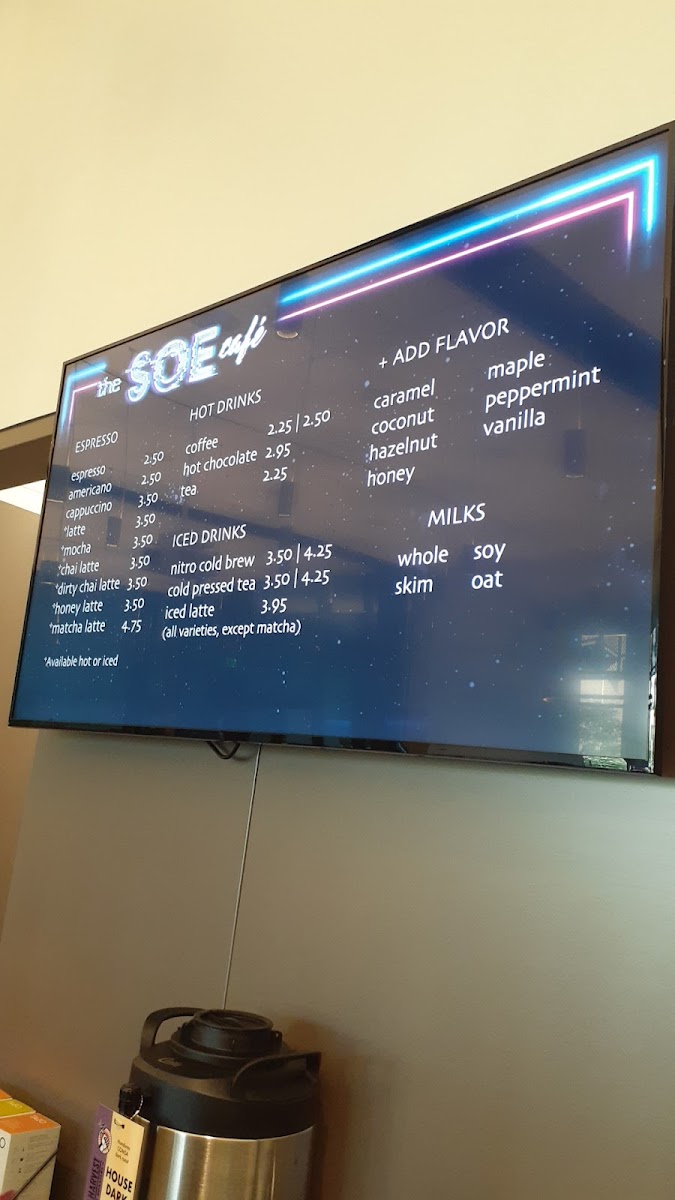 the SOE café
ESPRESSO
espresso 2.50
americano 2.50
cappuccino 3.50
*latte 3.50
*mocha 3.50
*chai latte 3.50
*dirty chai latte 3.50
*honey latte 3.50
*matcha latte 4.75
*Available hot or iced
HOT DRINKS
coffee 2.25 | 2.50
hot chocolate 2.95
tea 2.25
ICED DRINKS
nitro cold brew 3.50 | 4.25
cold pressed tea 3.50 | 4.25
iced latte 3.95
(all varieties, except matcha)
+ ADD FLAVOR
caramel maple
coconut peppermint
hazelnut vanilla
honey
MILKS
whole soy
skim oat
HARVEST
HOUSE
DARK